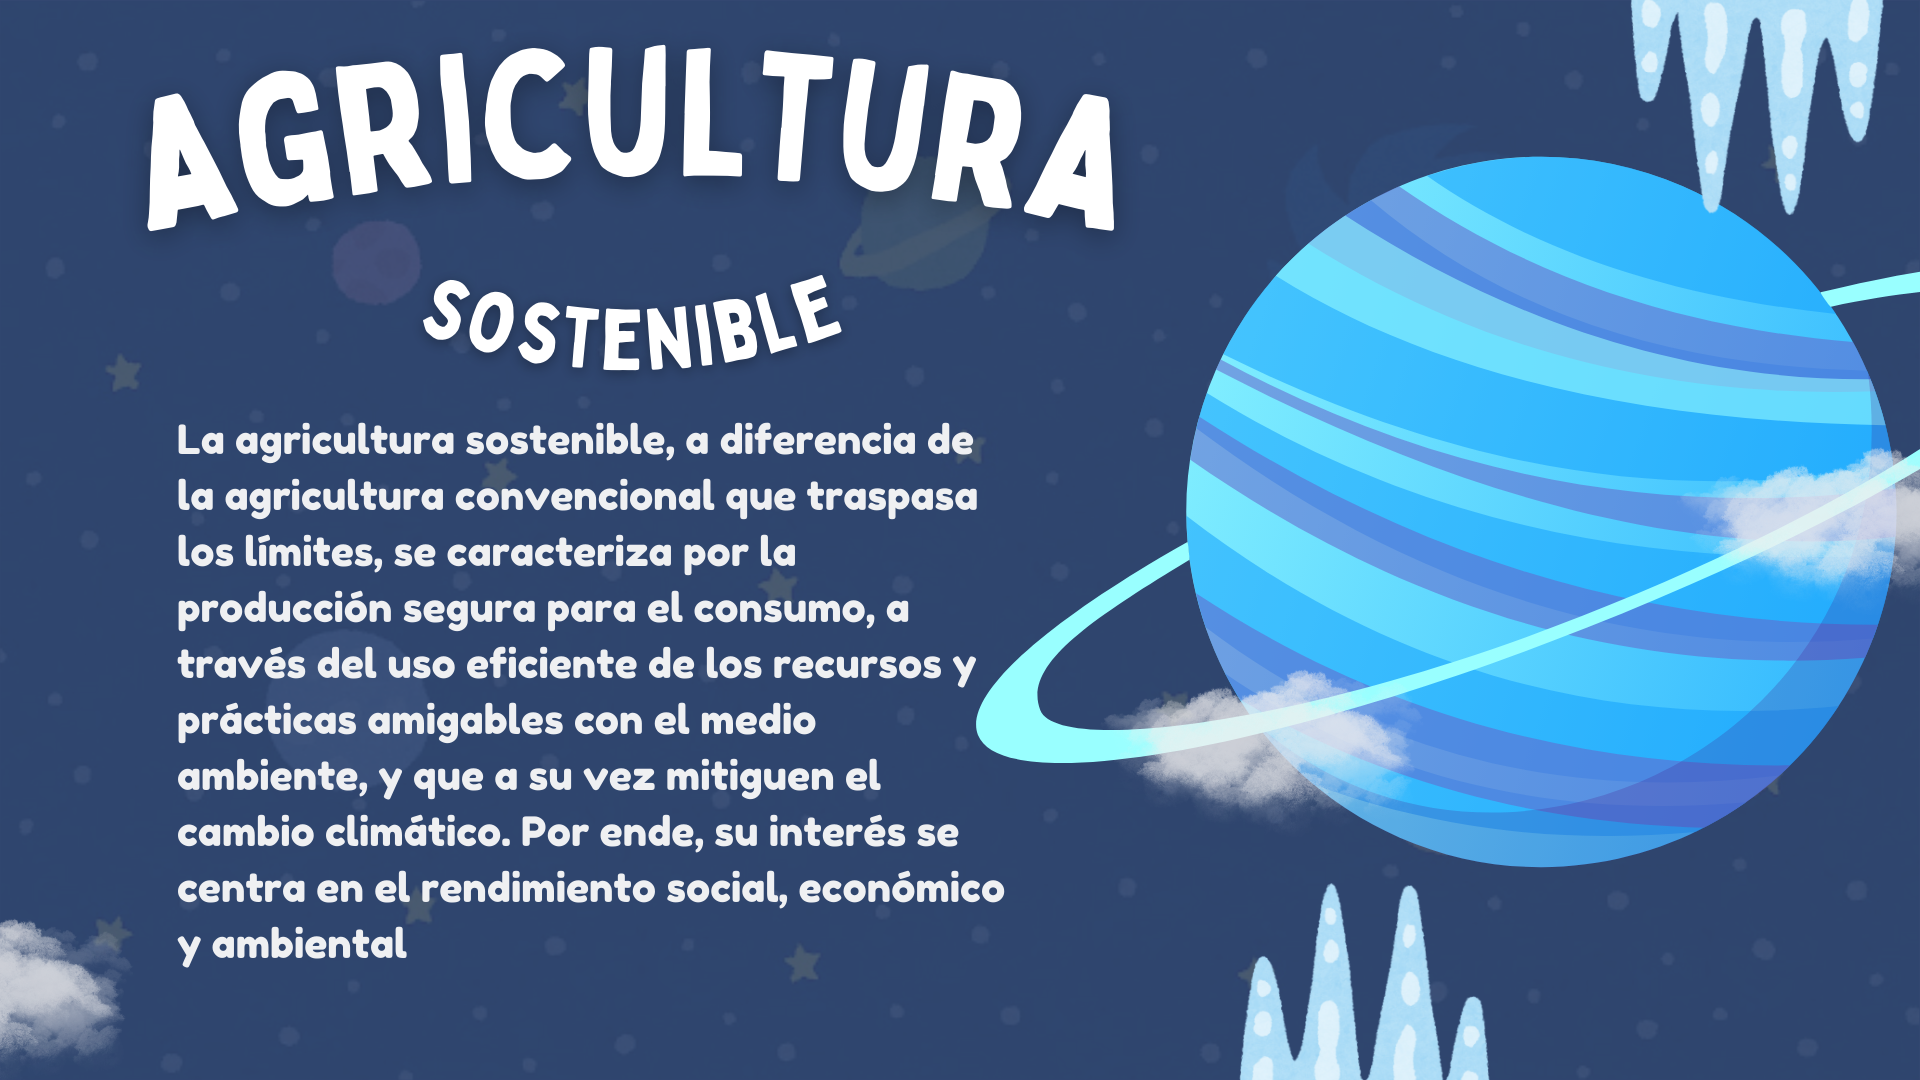 AGRICULTURA
SOSTENIBLE
La agricultura sostenible, a diferencia de
la agricultura convencional que traspasa
los límites, se caracteriza por la
producción segura para el consumo, a
través del uso eficiente de los recursos y
prácticas amigables con el medio
ambiente, y que a su vez mitiguen el
cambio climático. Por ende, su interés se
centra en el rendimiento social, económico
y ambiental